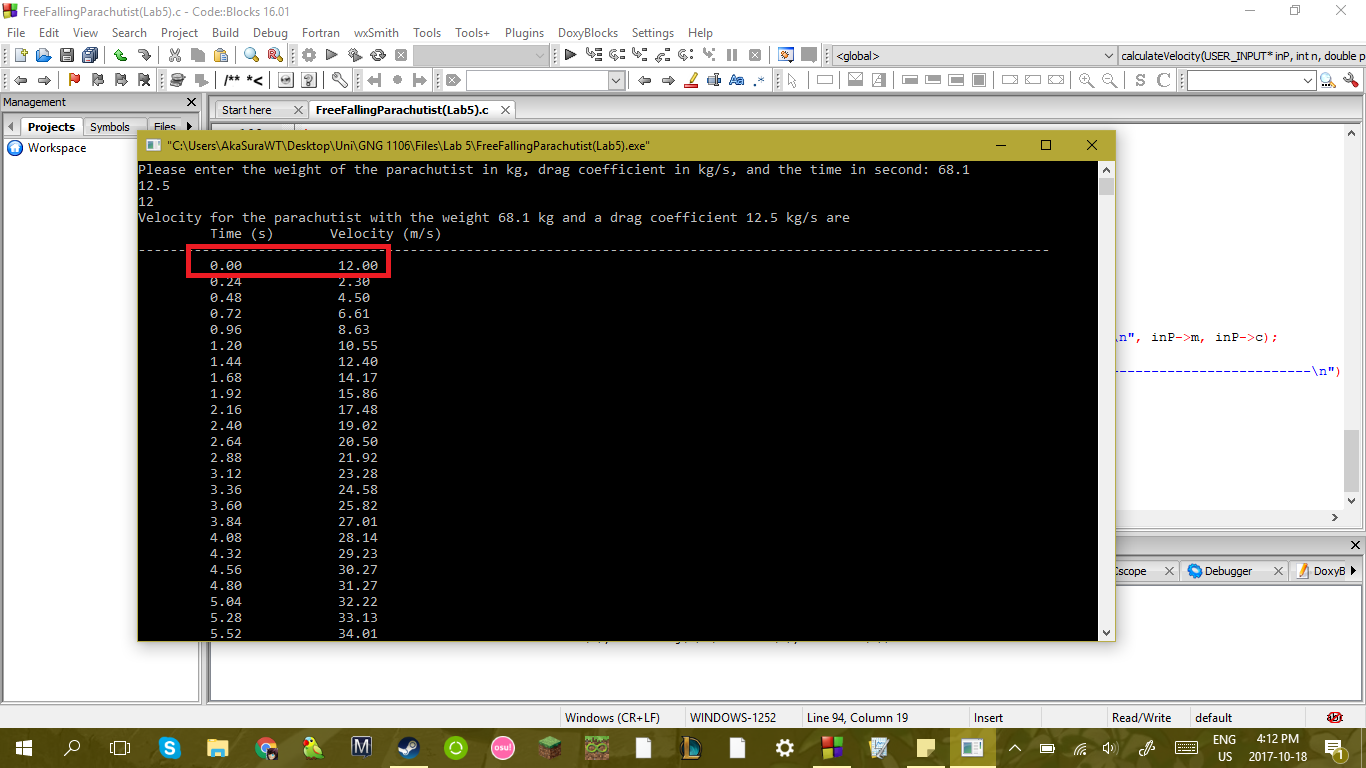 FreeFallingParachutist(Lab5).c - Code::Blocks 16.01
File Edit View Search Project Build Debug Fortran wxSmith Tools Tools+ Plugins DoxyBlocks Settings Help
<global> calculateVelocity(USER_INPUT* inP, int n, double p
/** *<
Aa .*
S C
Management
Projects Symbols Files
Workspace
Start here FreeFallingParachutist(Lab5).c
"C:\Users\AkaSuraWT\Desktop\Uni\GNG 1106\Files\Lab 5\FreeFallingParachutist(Lab5).exe"
Please enter the weight of the parachutist in kg, drag coefficient in kg/s, and the time in second: 68.1
12.5
12
Velocity for the parachutist with the weight 68.1 kg and a drag coefficient 12.5 kg/s are
Time (s) Velocity (m/s)
0.00 12.00
0.24 2.30
0.48 4.50
0.72 6.61
0.96 8.63
1.20 10.55
1.44 12.40
1.68 14.17
1.92 15.86
2.16 17.48
2.40 19.02
2.64 20.50
2.88 21.92
3.12 23.28
3.36 24.58
3.60 25.82
3.84 27.01
4.08 28.14
4.32 29.23
4.56 30.27
4.80 31.27
5.04 32.22
5.28 33.13
5.52 34.01
\n", inP->m, inP->c);
----------------------------\n")
Cscope Debugger DoxyB
Windows (CR+LF) WINDOWS-1252 Line 94, Column 19 Insert Read/Write default abc
osu! M
ENG
US
4:12 PM
2017-10-18
1